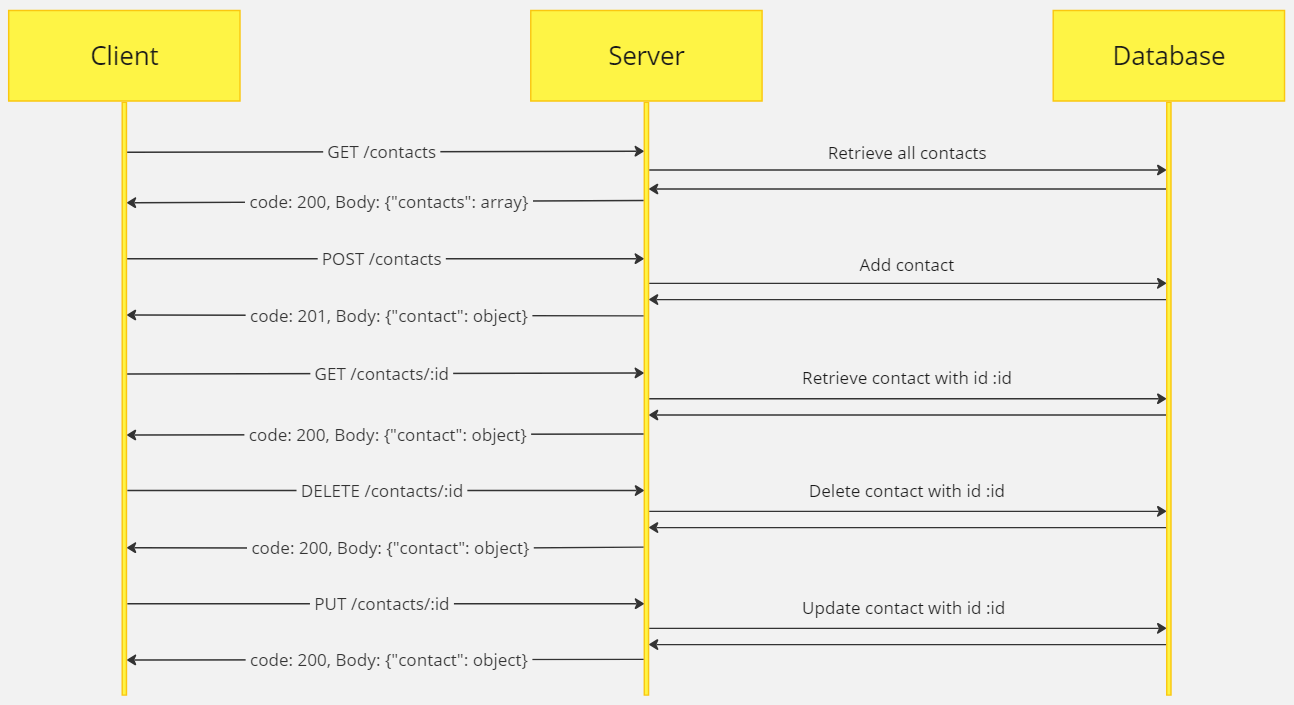 Client
Server
Database
GET /contacts
Retrieve all contacts
code: 200, Body: {"contacts": array}
POST /contacts
Add contact
code: 201, Body: {"contact": object}
GET /contacts/:id
Retrieve contact with id :id
code: 200, Body: {"contact": object}
DELETE /contacts/:id
Delete contact with id :id
code: 200, Body: {"contact": object}
PUT /contacts/:id
Update contact with id :id
code: 200, Body: {"contact": object}